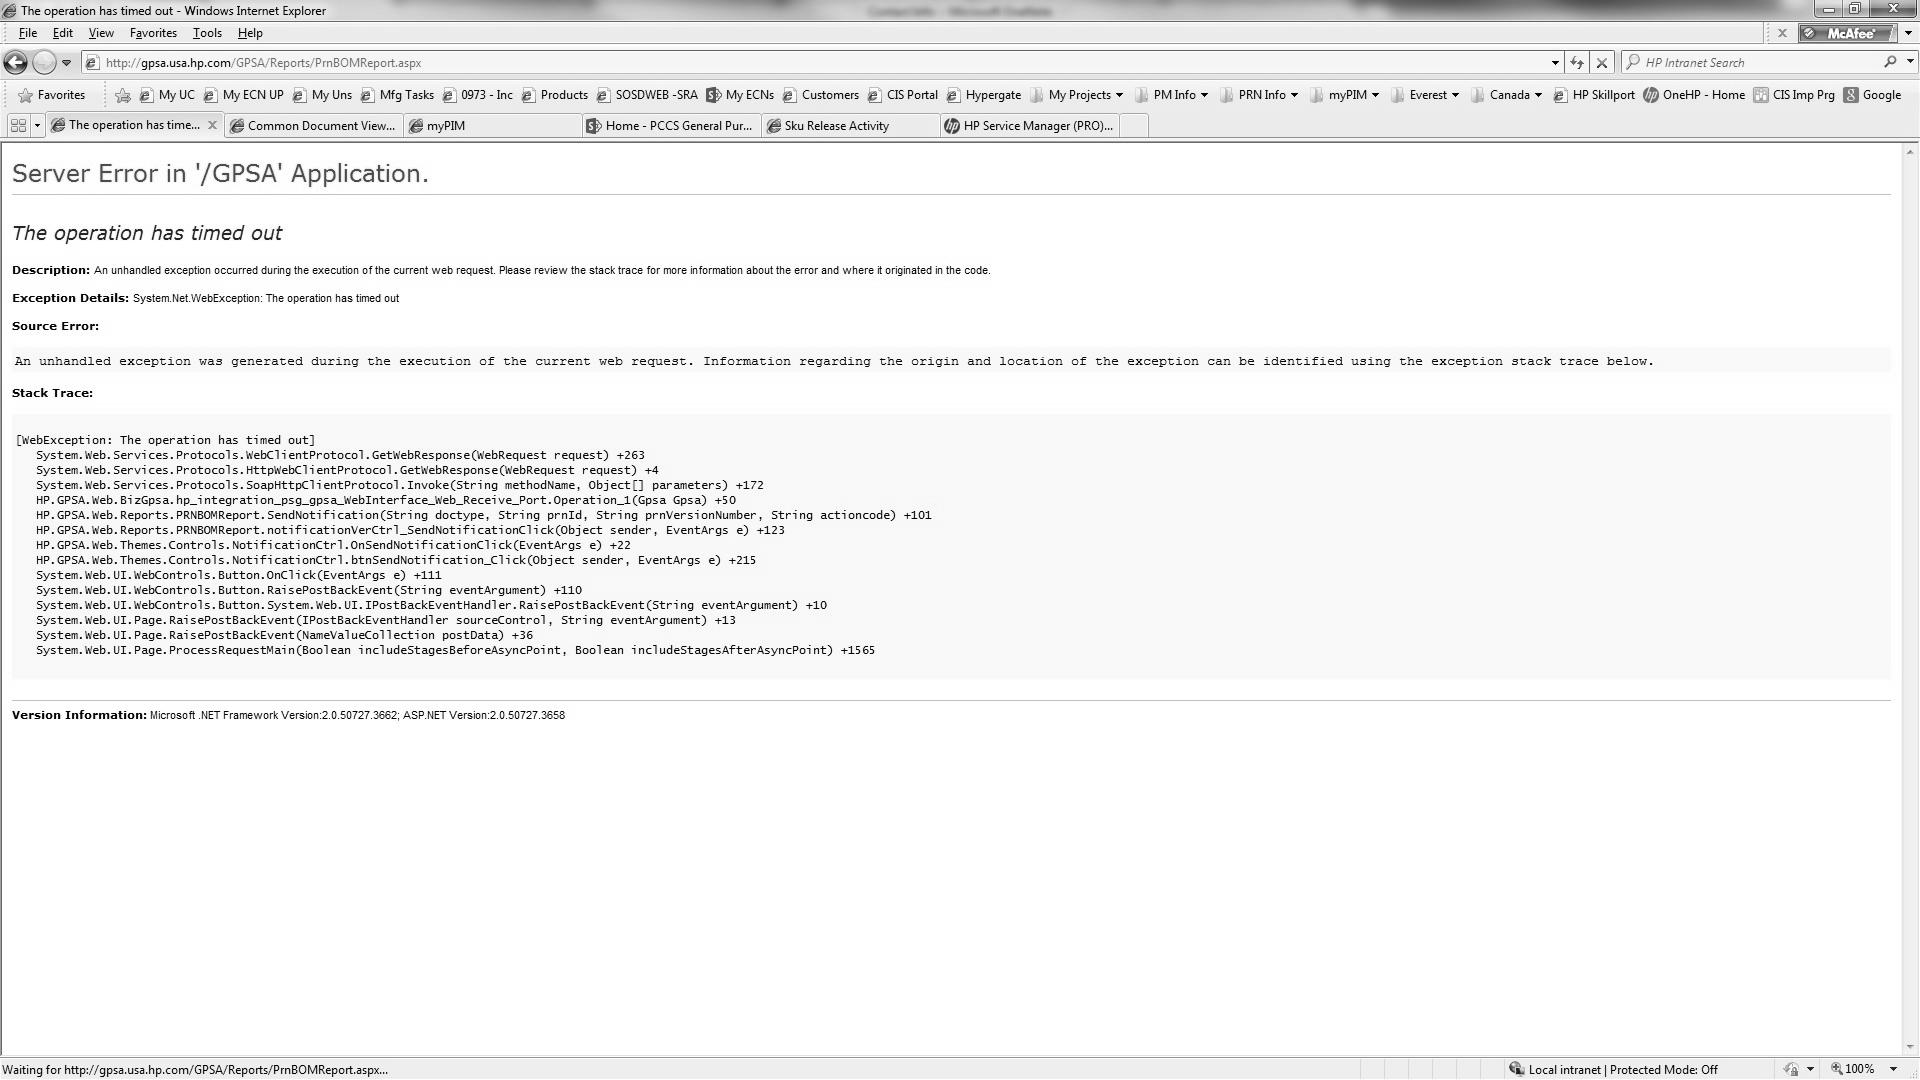 The operation has timed out - Windows Internet Explorer
File Edit View Favorites Tools Help
X McAfee
http://gpsa.usa.hp.com/GPSA/Reports/PrnBOMReport.aspx
HP Intranet Search
Favorites My UC My ECN UP My Uns Mfg Tasks 0973 - Inc Products SOSDWEB -SRA My ECNs Customers CIS Portal Hypergate My Projects PM Info PRN Info myPIM Everest Canada HP Skillport OneHP - Home CIS Imp Prg Google
The operation has time... Common Document View... myPIM Home - PCCS General Pur... Sku Release Activity HP Service Manager (PRO)...
Server Error in '/GPSA' Application.
The operation has timed out
Description: An unhandled exception occurred during the execution of the current web request. Please review the stack trace for more information about the error and where it originated in the code.
Exception Details: System.Net.WebException: The operation has timed out
Source Error:
An unhandled exception was generated during the execution of the current web request. Information regarding the origin and location of the exception can be identified using the exception stack trace below.
Stack Trace:
[WebException: The operation has timed out]
System.Web.Services.Protocols.WebClientProtocol.GetWebResponse(WebRequest request) +263
System.Web.Services.Protocols.HttpWebClientProtocol.GetWebResponse(WebRequest request) +4
System.Web.Services.Protocols.SoapHttpClientProtocol.Invoke(String methodName, Object[] parameters) +172
HP.GPSA.Web.BizGpsa.hp_integration_psg_gpsa_WebInterface_Web_Receive_Port.Operation_1(Gpsa Gpsa) +50
HP.GPSA.Web.Reports.PRNBOMReport.SendNotification(String doctype, String prnId, String prnVersionNumber, String actioncode) +101
HP.GPSA.Web.Reports.PRNBOMReport.notificationVerCtrl_SendNotificationClick(Object sender, EventArgs e) +123
HP.GPSA.Web.Themes.Controls.NotificationCtrl.OnSendNotificationClick(EventArgs e) +22
HP.GPSA.Web.Themes.Controls.NotificationCtrl.btnSendNotification_Click(Object sender, EventArgs e) +215
System.Web.UI.WebControls.Button.OnClick(EventArgs e) +111
System.Web.UI.WebControls.Button.RaisePostBackEvent(String eventArgument) +110
System.Web.UI.WebControls.Button.System.Web.UI.IPostBackEventHandler.RaisePostBackEvent(String eventArgument) +10
System.Web.UI.Page.RaisePostBackEvent(IPostBackEventHandler sourceControl, String eventArgument) +13
System.Web.UI.Page.RaisePostBackEvent(NameValueCollection postData) +36
System.Web.UI.Page.ProcessRequestMain(Boolean includeStagesBeforeAsyncPoint, Boolean includeStagesAfterAsyncPoint) +1565
Version Information: Microsoft .NET Framework Version:2.0.50727.3662; ASP.NET Version:2.0.50727.3658
Waiting for http://gpsa.usa.hp.com/GPSA/Reports/PrnBOMReport.aspx...
Local intranet | Protected Mode: Off
100%